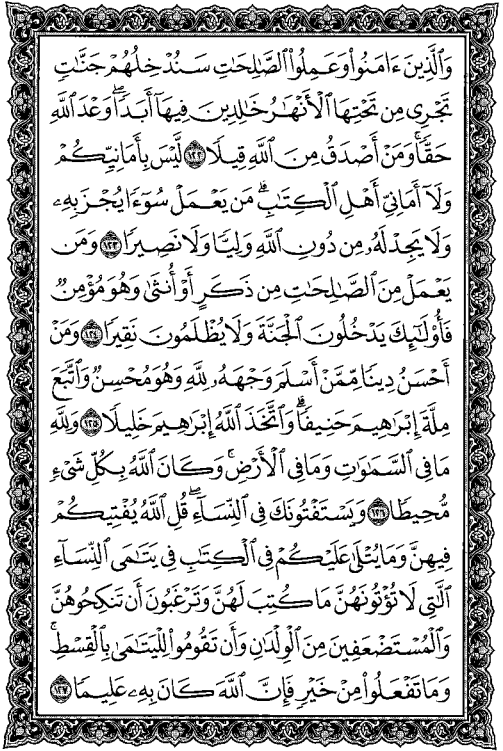 وَٱلَّذِينَ ءَامَنُوا۟ وَعَمِلُوا۟ ٱلصَّـٰلِحَـٰتِ سَنُدْخِلُهُمْ جَنَّـٰتٍ
تَجْرِى مِن تَحْتِهَا ٱلْأَنْهَـٰرُ خَـٰلِدِينَ فِيهَآ أَبَدًا ۖ وَعْدَ ٱللَّهِ
حَقًّا ۚ وَمَنْ أَصْدَقُ مِنَ ٱللَّهِ قِيلًا ١٢٢ لَّيْسَ بِأَمَانِيِّكُمْ
وَلَآ أَمَانِىِّ أَهْلِ ٱلْكِتَـٰبِ ۗ مَن يَعْمَلْ سُوٓءًا يُجْزَ بِهِۦ
وَلَا يَجِدْ لَهُۥ مِن دُونِ ٱللَّهِ وَلِيًّا وَلَا نَصِيرًا ١٢٣ وَمَن
يَعْمَلْ مِنَ ٱلصَّـٰلِحَـٰتِ مِن ذَكَرٍ أَوْ أُنثَىٰ وَهُوَ مُؤْمِنٌ
فَأُو۟لَـٰٓئِكَ يَدْخُلُونَ ٱلْجَنَّةَ وَلَا يُظْلَمُونَ نَقِيرًا ١٢٤ وَمَنْ
أَحْسَنُ دِينًا مِّمَّنْ أَسْلَمَ وَجْهَهُۥ لِلَّهِ وَهُوَ مُحْسِنٌ وَٱتَّبَعَ
مِلَّةَ إِبْرَٰهِيمَ حَنِيفًا ۗ وَٱتَّخَذَ ٱللَّهُ إِبْرَٰهِيمَ خَلِيلًا ١٢٥ وَلِلَّهِ
مَا فِى ٱلسَّمَـٰوَٰتِ وَمَا فِى ٱلْأَرْضِ ۚ وَكَانَ ٱللَّهُ بِكُلِّ شَىْءٍ
مُّحِيطًا ١٢٦ وَيَسْتَفْتُونَكَ فِى ٱلنِّسَآءِ ۖ قُلِ ٱللَّهُ يُفْتِيكُمْ
فِيهِنَّ وَمَا يُتْلَىٰ عَلَيْكُمْ فِى ٱلْكِتَـٰبِ فِى يَتَـٰمَى ٱلنِّسَآءِ
ٱلَّـٰتِى لَا تُؤْتُونَهُنَّ مَا كُتِبَ لَهُنَّ وَتَرْغَبُونَ أَن تَنكِحُوهُنَّ
وَٱلْمُسْتَضْعَفِينَ مِنَ ٱلْوِلْدَٰنِ وَأَن تَقُومُوا۟ لِلْيَتَـٰمَىٰ بِٱلْقِسْطِ ۚ
وَمَا تَفْعَلُوا۟ مِنْ خَيْرٍ فَإِنَّ ٱللَّهَ كَانَ بِهِۦ عَلِيمًا ١٢٧